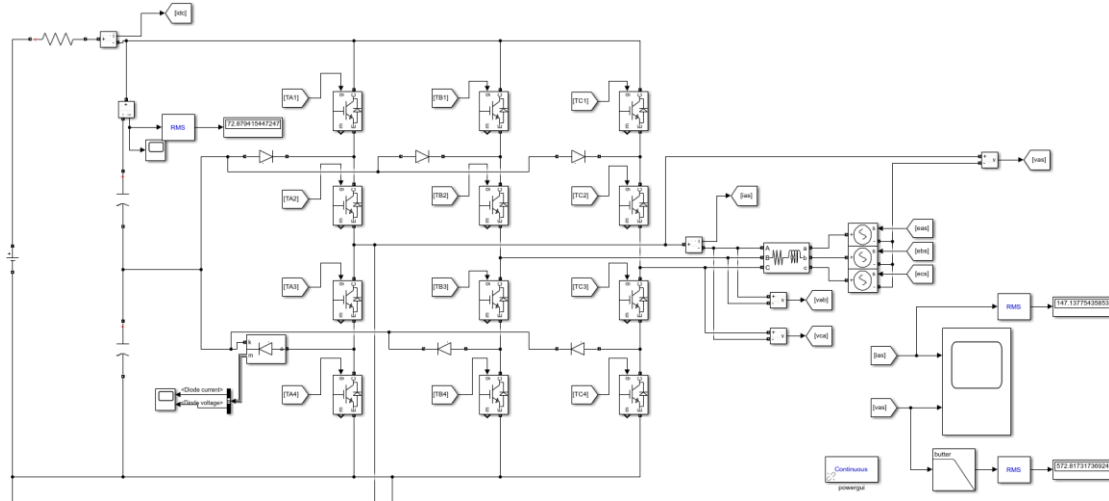 [idc]
[TA1]
[TB1]
[TC1]
RMS
72.879415447247
[vas]
[TA2]
[TB2]
[TC2]
[ias]
[eas]
[ebs]
[ecs]
A
a
B
b
C
c
[TA3]
[TB3]
[TC3]
[vab]
[vca]
RMS
147.13775435853
k
m
a
[ias]
<Diode current>
<Diode voltage>
[TA4]
[TB4]
[TC4]
[vas]
butter
RMS
572.81731736924
Continuous
powergui